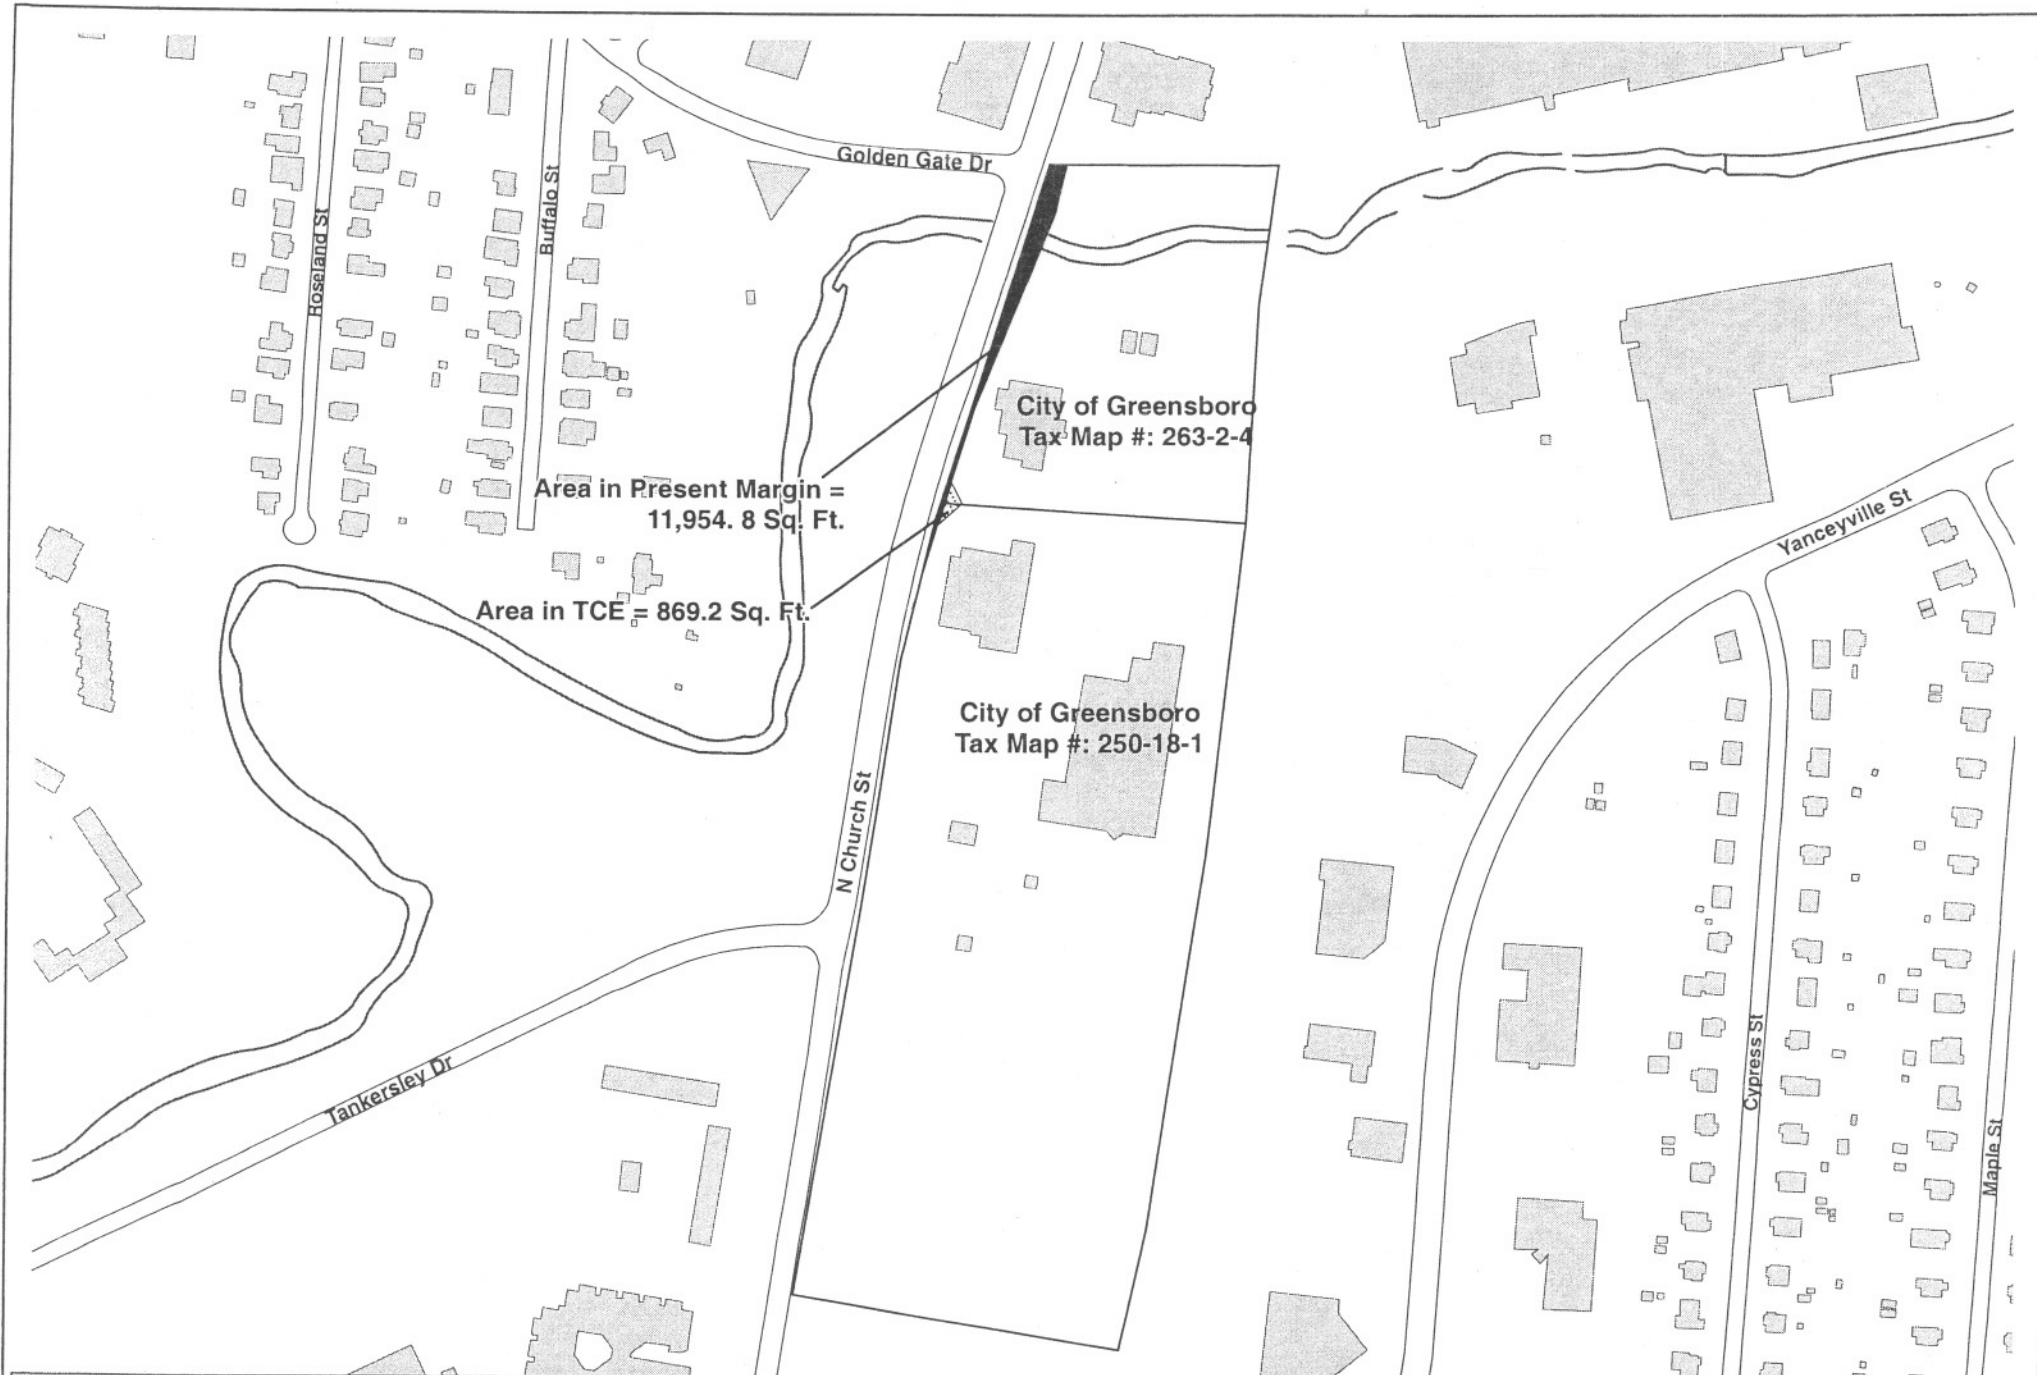 Golden Gate Dr
Roseland St
Buffalo St
City of Greensboro
Tax Map #: 263-2-4
Area in Present Margin =
11,954. 8 Sq. Ft.
Yanceyville St
Area in TCE = 869.2 Sq. Ft.
City of Greensboro
Tax Map #: 250-18-1
N Church St
Tankersley Dr
Cypress St
Maple St